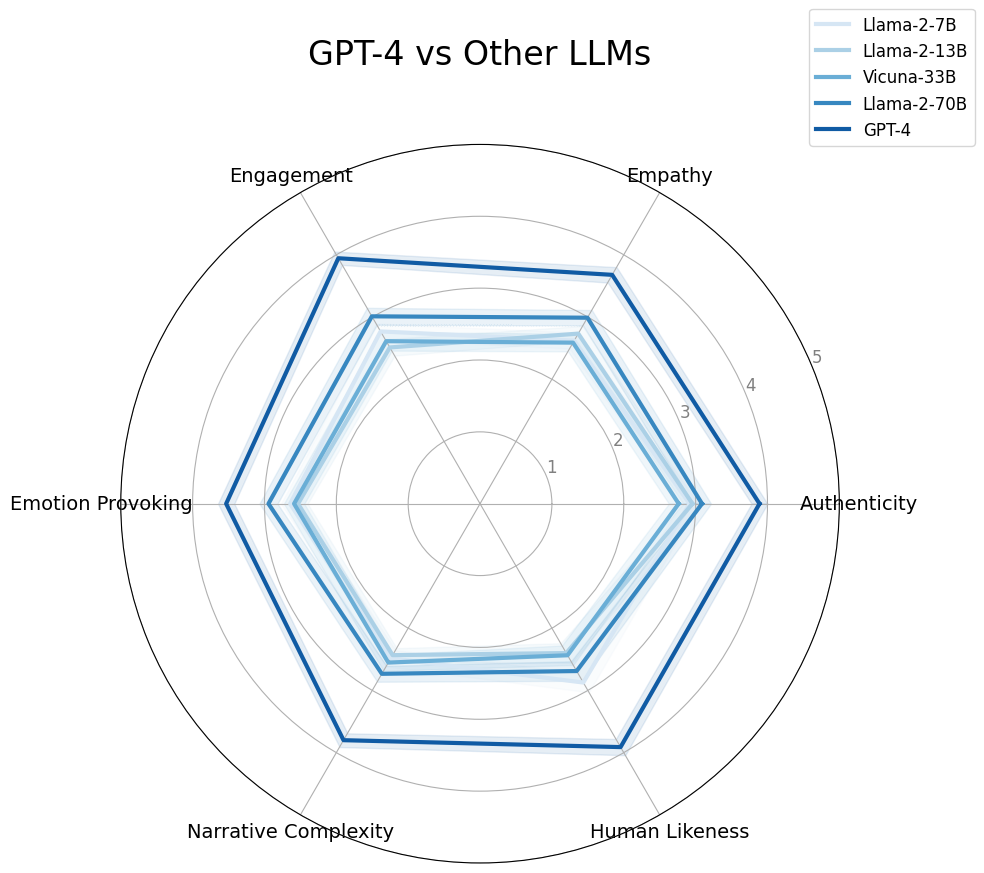 GPT-4 vs Other LLMs
Llama-2-7B
Llama-2-13B
Vicuna-33B
Llama-2-70B
GPT-4
Engagement
Empathy
5
4
3
2
1
Emotion Provoking
Authenticity
Narrative Complexity
Human Likeness